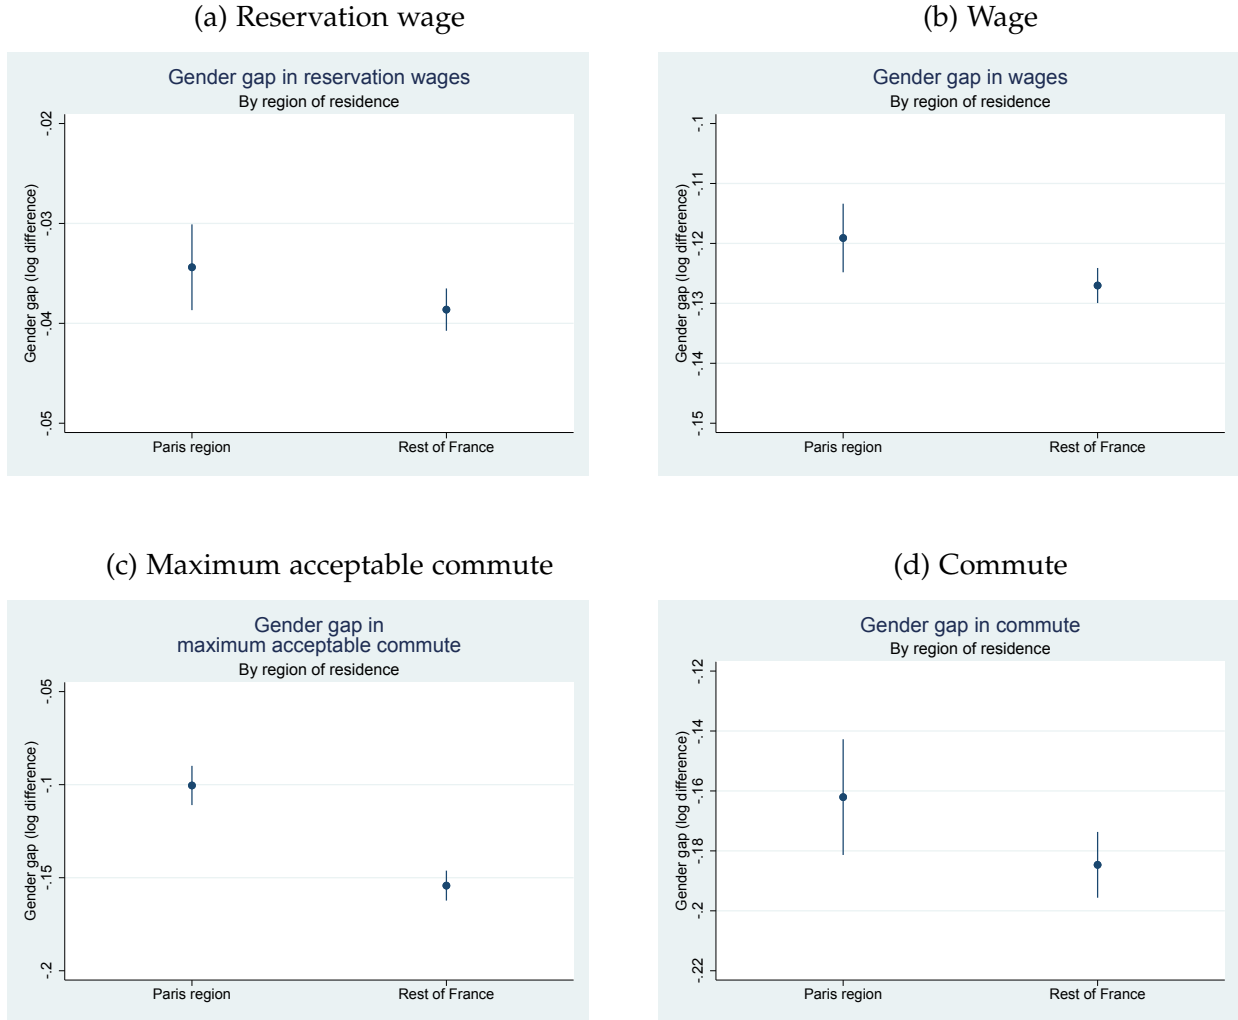 (a) Reservation wage
Gender gap in reservation wages
By region of residence
Gender gap (log difference)
-.02
-.03
-.04
-.05
Paris region
Rest of France
(b) Wage
Gender gap in wages
By region of residence
Gender gap (log difference)
-.1
-.11
-.12
-.13
-.14
-.15
Paris region
Rest of France
(c) Maximum acceptable commute
Gender gap in
maximum acceptable commute
By region of residence
Gender gap (log difference)
-.05
-.1
-.15
-.2
Paris region
Rest of France
(d) Commute
Gender gap in commute
By region of residence
Gender gap (log difference)
-.12
-.14
-.16
-.18
-.2
-.22
Paris region
Rest of France